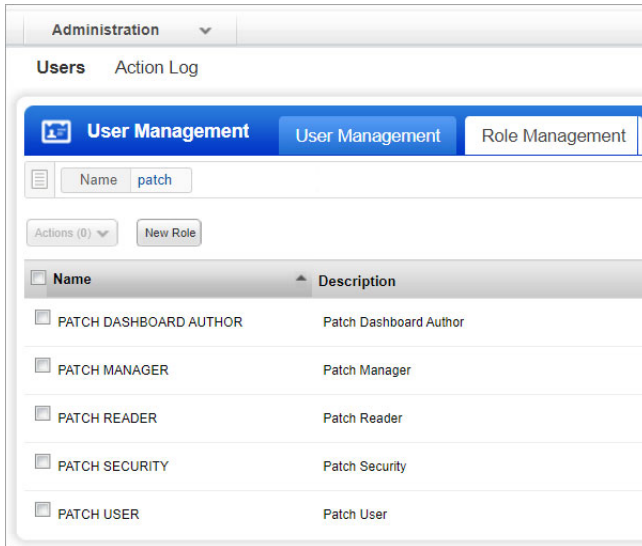 Administration
Users Action Log
User Management User Management Role Management
Name patch
Actions (0) New Role
Name Description
PATCH DASHBOARD AUTHOR Patch Dashboard Author
PATCH MANAGER Patch Manager
PATCH READER Patch Reader
PATCH SECURITY Patch Security
PATCH USER Patch User